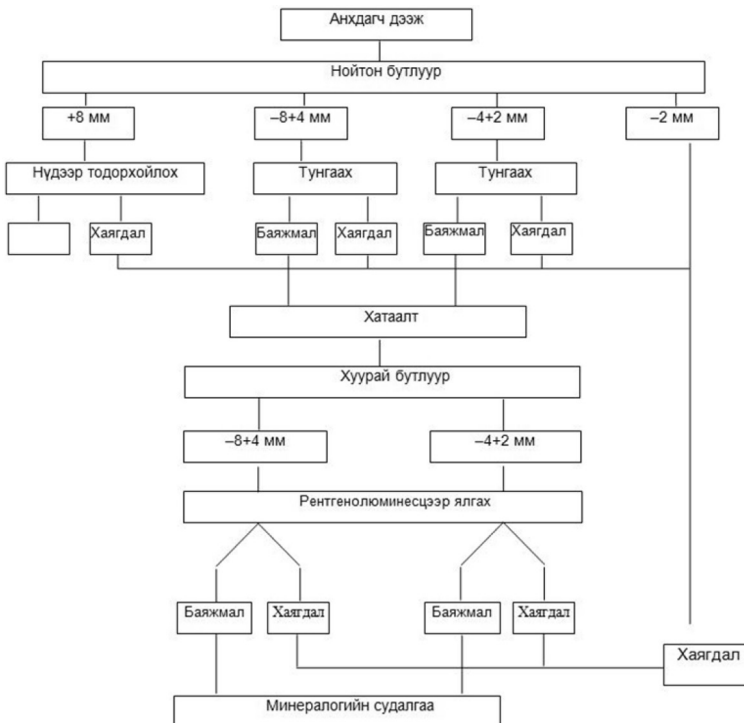 Анхдагч дээж
Нойтон бутлуур
+8 мм
–8+4 мм
–4+2 мм
–2 мм
Нүдээр тодорхойлох
Тунгаах
Тунгаах
Хаягдал
Баяжмал
Хаягдал
Баяжмал
Хаягдал
Хатаалт
Хуурай бутлуур
–8+4 мм
–4+2 мм
Рентгенолюминесцээр ялгах
Баяжмал
Хаягдал
Баяжмал
Хаягдал
Хаягдал
Минералогийн судалгаа